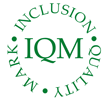 INCLUSION • QUALITY • MARK •
IQM